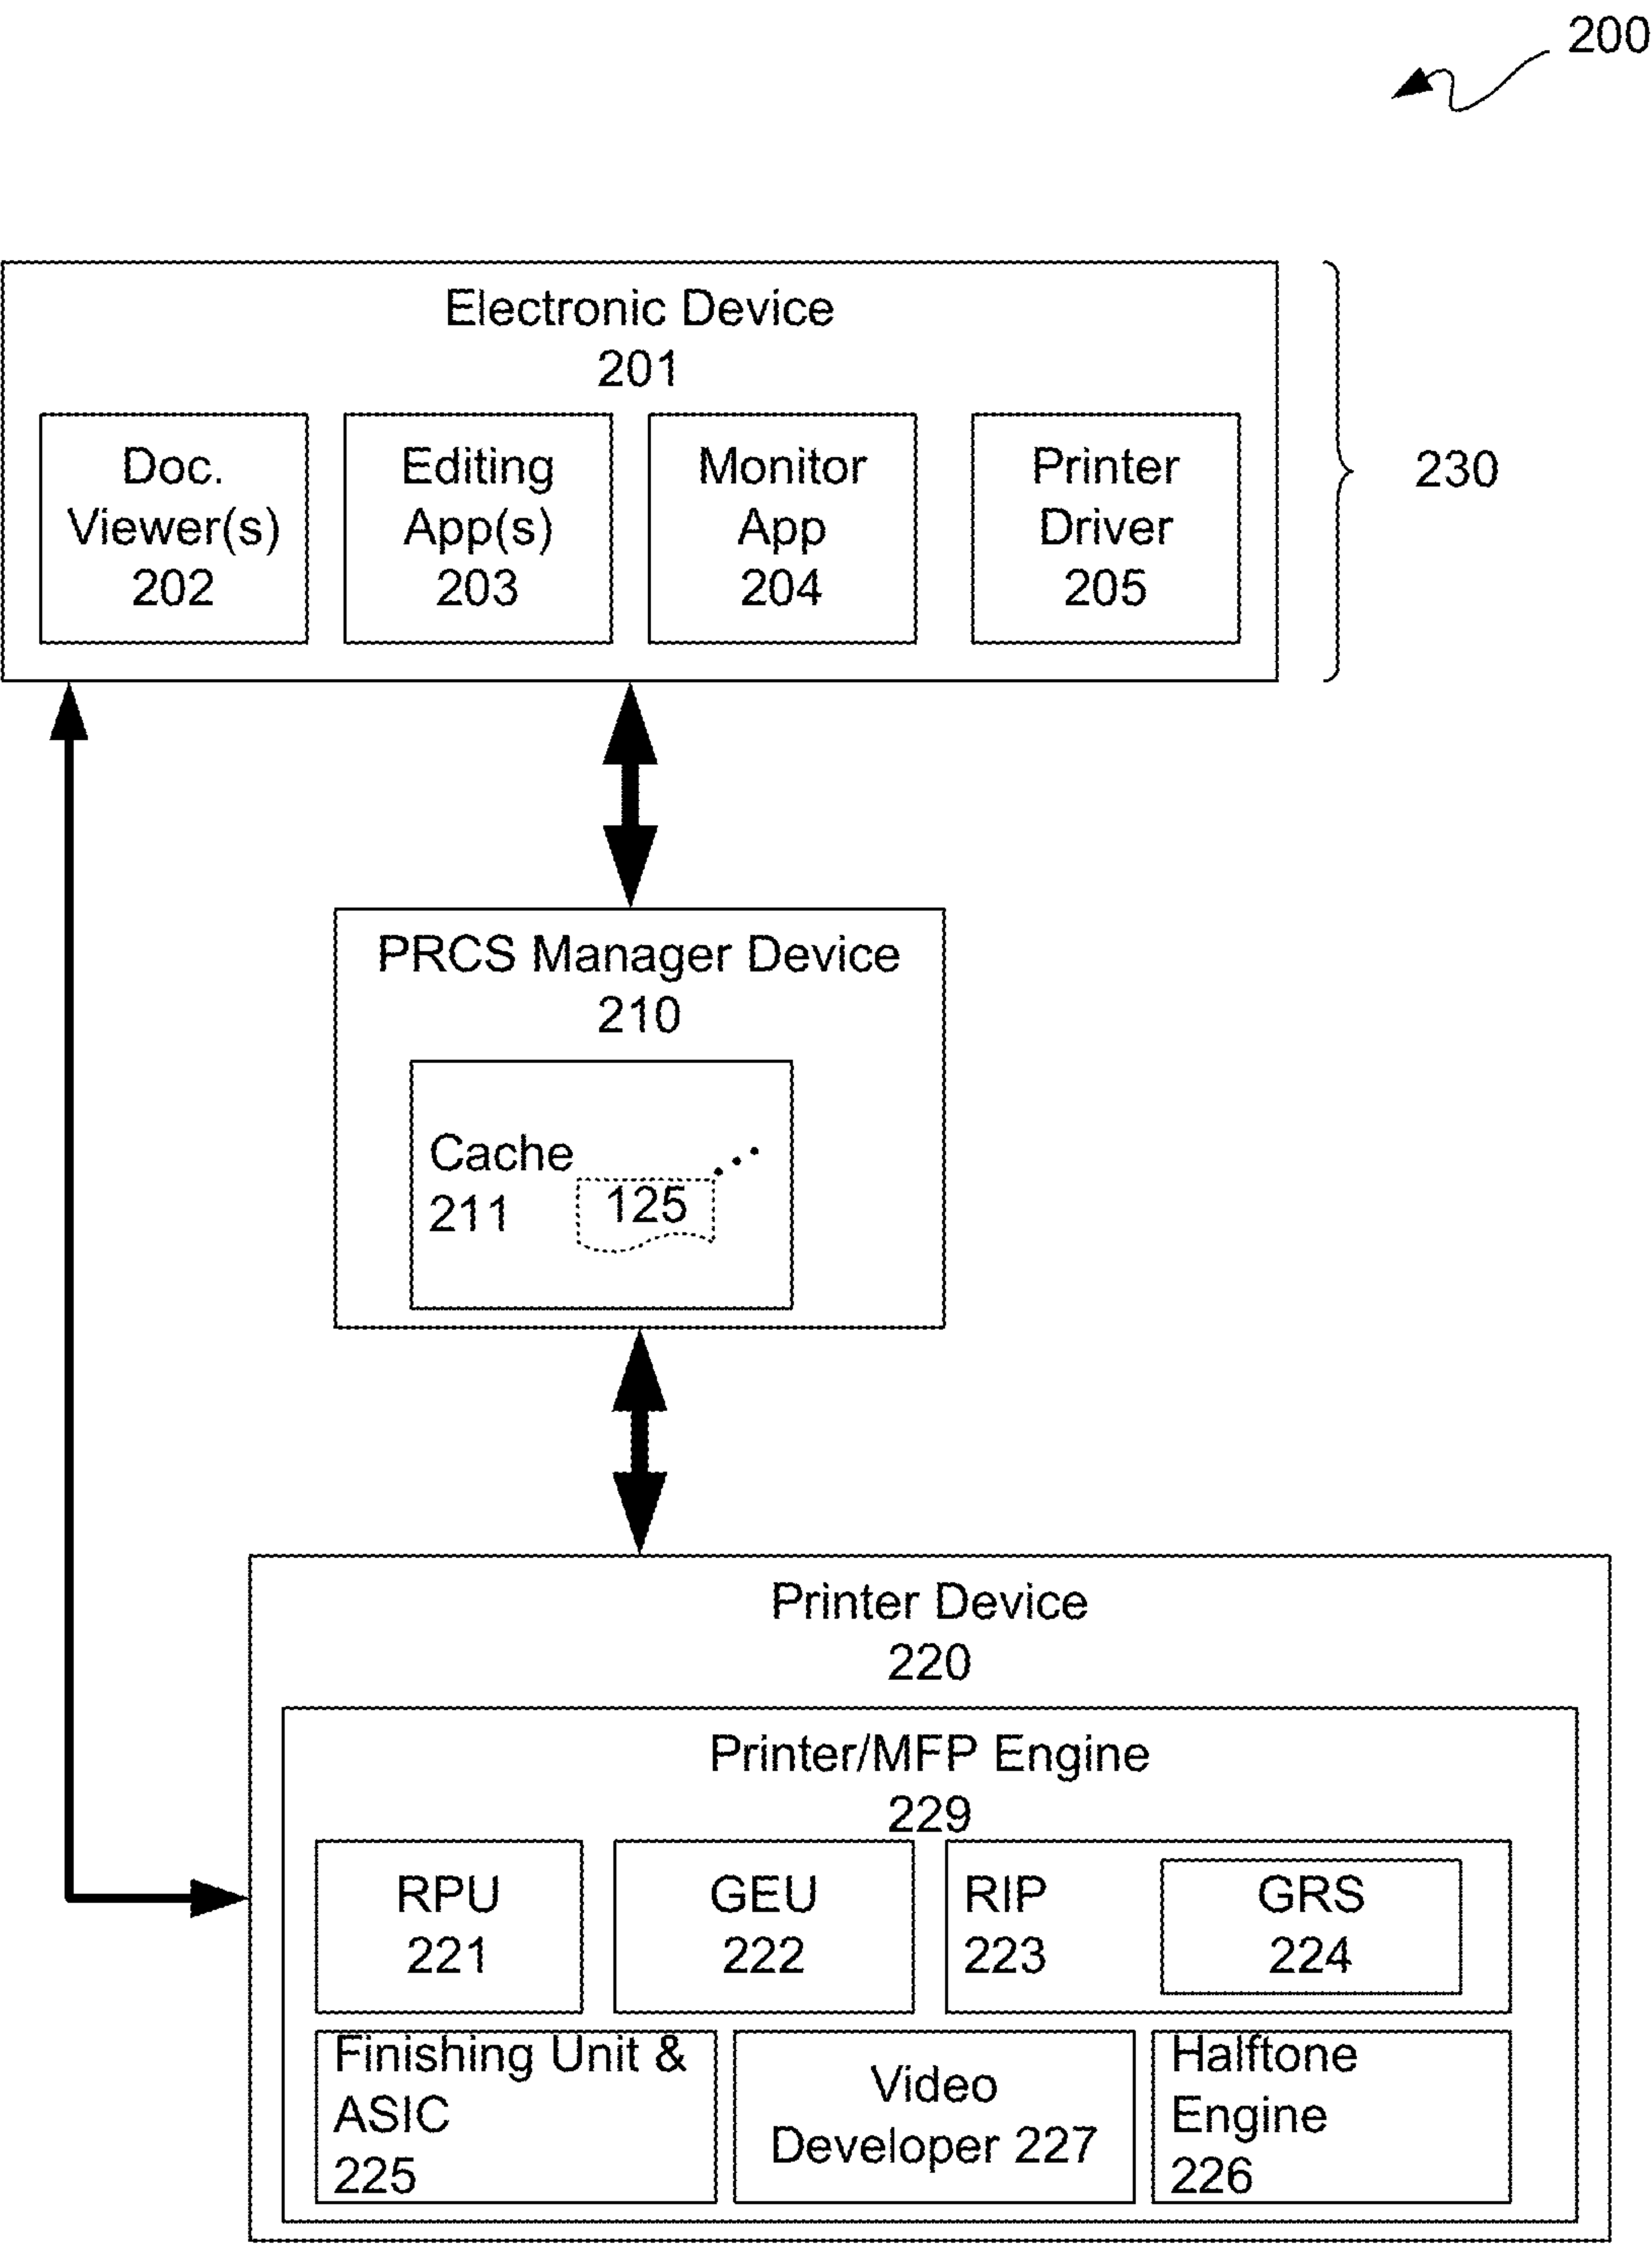 200
Electronic Device
201
230
Doc.
Viewer(s)
202
Editing
App(s)
203
Monitor
App
204
Printer
Driver
205
PRCS Manager Device
210
Cache
211
125
Printer Device
220
Printer/MFP Engine
229
RPU
221
GEU
222
RIP
223
GRS
224
Finishing Unit &
ASIC
225
Video
Developer 227
Halftone
Engine
226